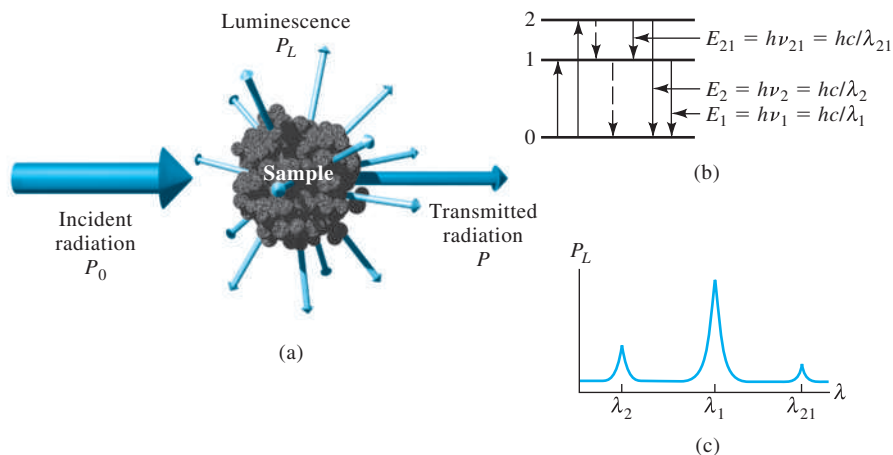 Luminescence
P_L
Sample
Incident
radiation
P_0
Transmitted
radiation
P
(a)
2
1
0
E_21 = hν_21 = hc/λ_21
E_2 = hν_2 = hc/λ_2
E_1 = hν_1 = hc/λ_1
(b)
P_L
λ_2 λ_1 λ_21 λ
(c)